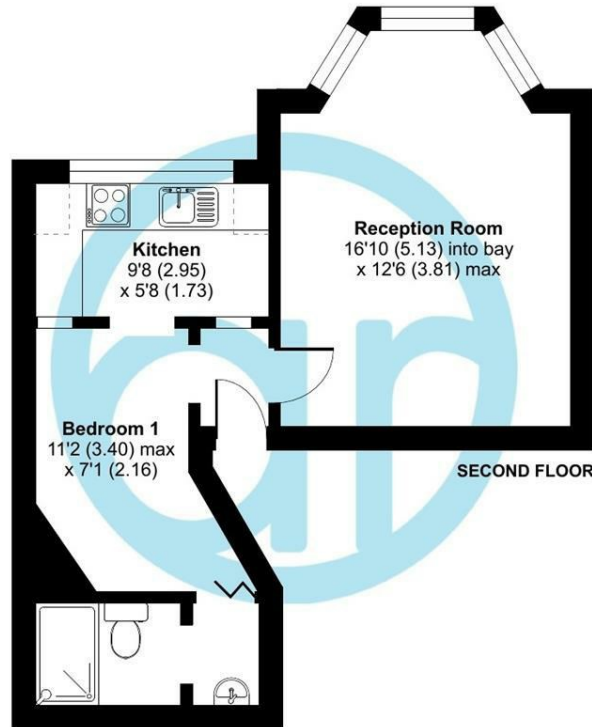 Reception Room
16'10 (5.13) into bay
x 12'6 (3.81) max
Kitchen
9'8 (2.95)
x 5'8 (1.73)
Bedroom 1
11'2 (3.40) max
x 7'1 (2.16)
SECOND FLOOR
ar